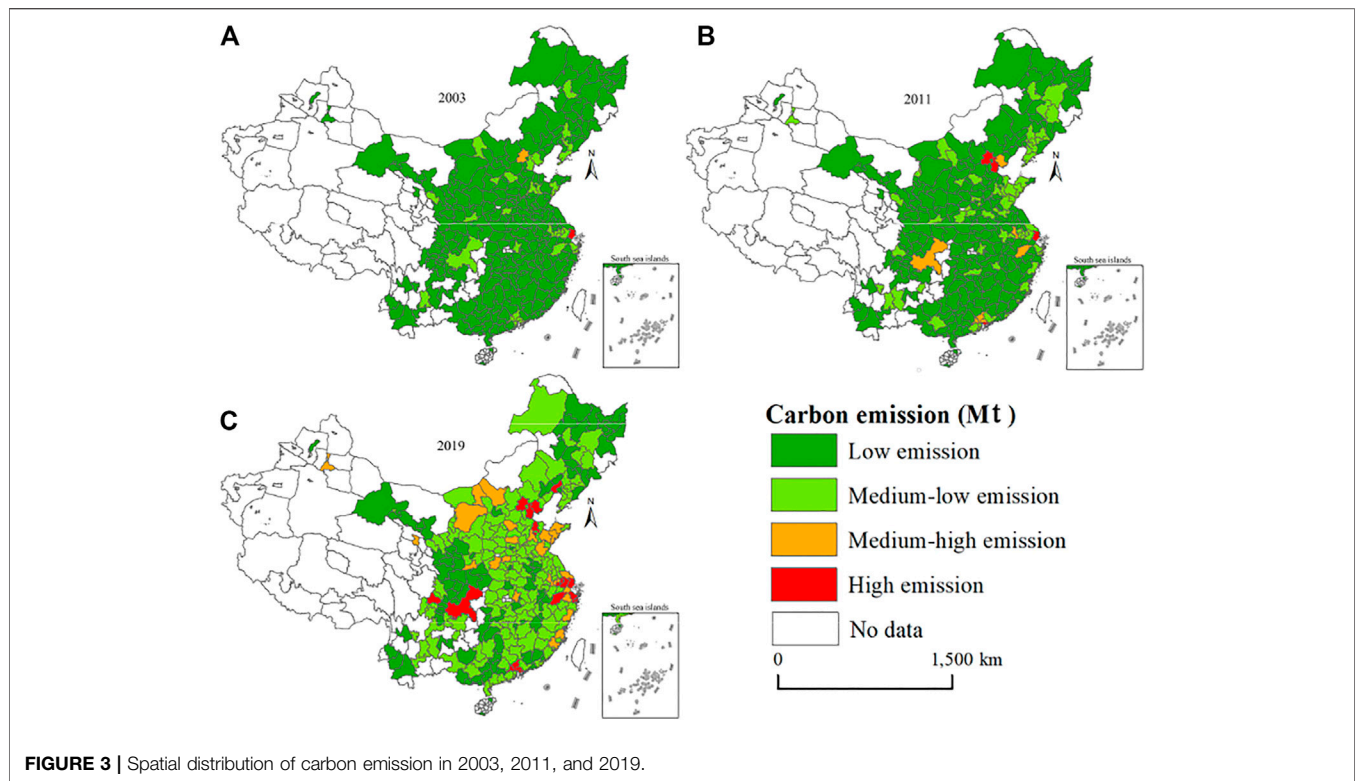 A
2003
N
South sea islands
B
2011
N
South sea islands
C
2019
N
South sea islands
Carbon emission (Mt )
Low emission
Medium-low emission
Medium-high emission
High emission
No data
0 1,500 km
FIGURE 3 | Spatial distribution of carbon emission in 2003, 2011, and 2019.